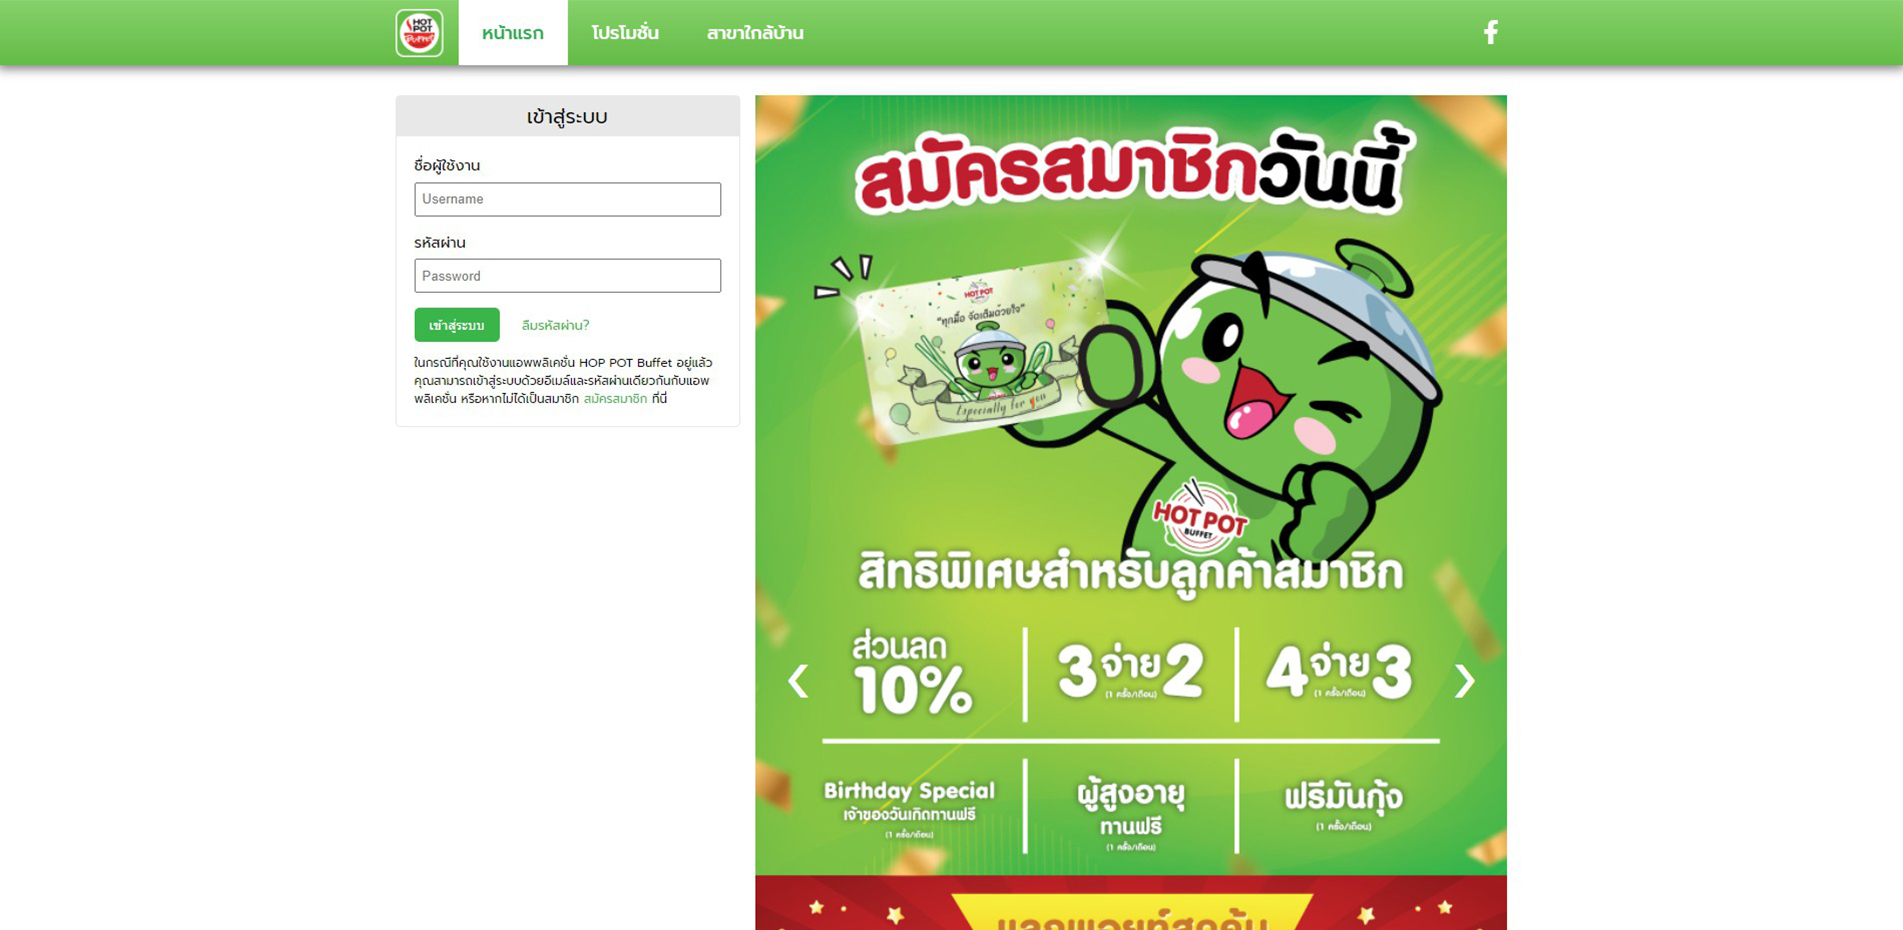 HOT
POT
BUFFET
หน้าแรก
โปรโมชั่น
สาขาใกล้บ้าน
เข้าสู่ระบบ
ชื่อผู้ใช้งาน
Username
รหัสผ่าน
Password
เข้าสู่ระบบ
ลืมรหัสผ่าน?
ในกรณีที่คุณใช้งานแอพพลิเคชั่น HOP POT Buffet อยู่แล้ว
คุณสามารถเข้าสู่ระบบด้วยอีเมล์และรหัสผ่านเดียวกันกับแอพ
พลิเคชั่น หรือหากไม่ได้เป็นสมาชิก สมัครสมาชิก ที่นี่
สมัครสมาชิกวันนี้
HOT POT
"ทุกมื้อ จัดเต็มด้วยใจ"
Especially for you
HOT POT
BUFFET
สิทธิพิเศษสำหรับลูกค้าสมาชิก
ส่วนลด
10%
3 จ่าย 2
(1 ครั้ง/เดือน)
4 จ่าย 3
(1 ครั้ง/เดือน)
Birthday Special
เจ้าของวันเกิดทานฟรี
(1 ครั้ง/เดือน)
ผู้สูงอายุ
ทานฟรี
(1 ครั้ง/เดือน)
ฟรีมันกุ้ง
(1 ครั้ง/เดือน)